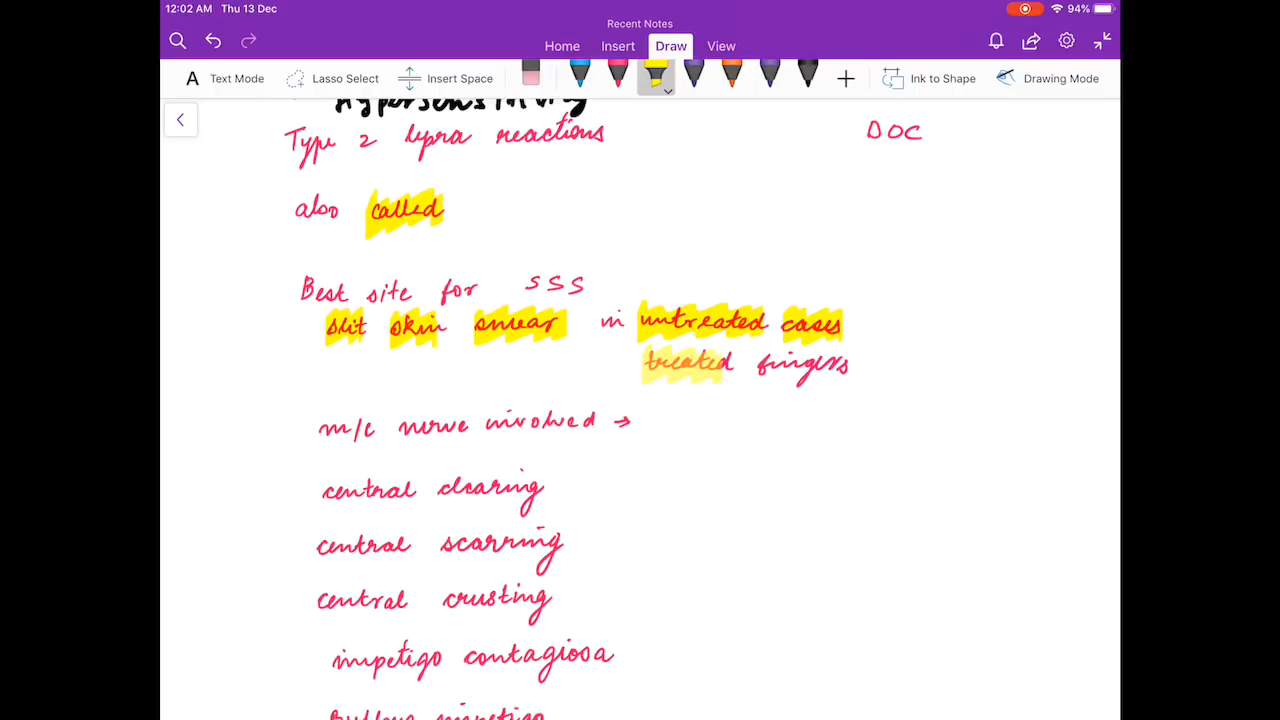 12:02 AM Thu 13 Dec 94%
Recent Notes
Home Insert Draw View
A Text Mode Lasso Select Insert Space Ink to Shape Drawing Mode
Type 2 lepra reactions DOC
also called
Best site for SSS
slit skin smear in untreated cases
treated fingers
m/c nerve involved →
central clearing
central scarring
central crusting
impetigo contagiosa